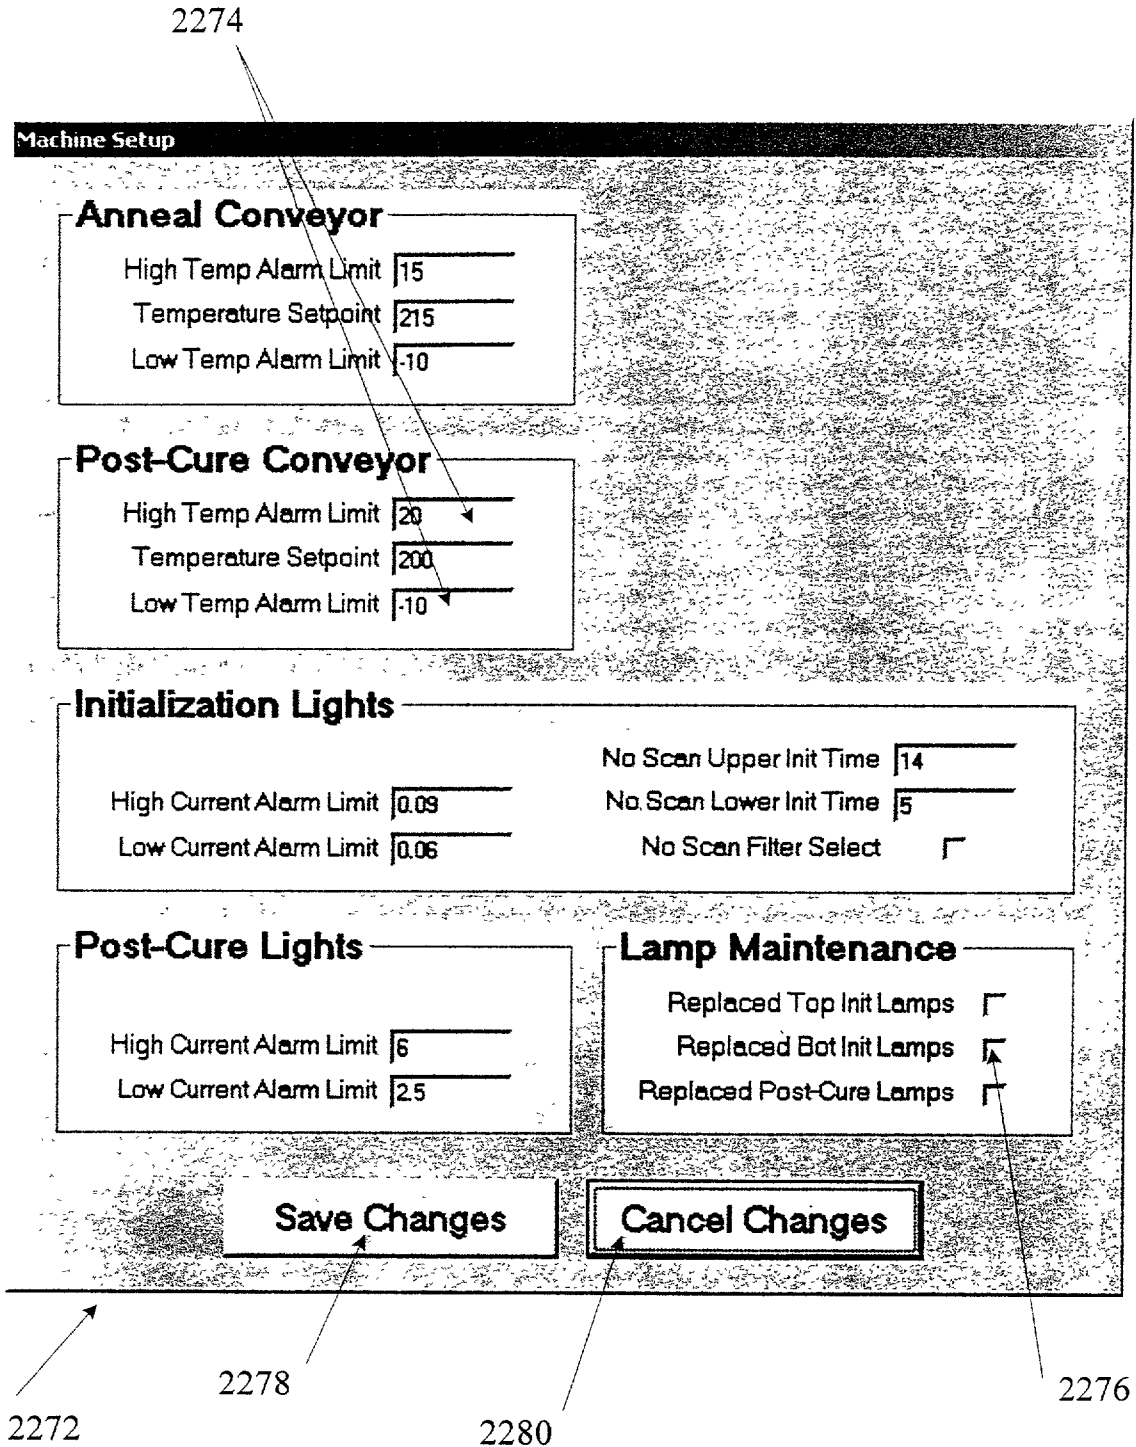 2274
Machine Setup
Anneal Conveyor
High Temp Alarm Limit 15
Temperature Setpoint 215
Low Temp Alarm Limit -10
Post-Cure Conveyor
High Temp Alarm Limit 20
Temperature Setpoint 200
Low Temp Alarm Limit -10
Initialization Lights
No Scan Upper Init Time 14
High Current Alarm Limit 0.09 No Scan Lower Init Time 5
Low Current Alarm Limit 0.06 No Scan Filter Select
Post-Cure Lights Lamp Maintenance
Replaced Top Init Lamps
High Current Alarm Limit 6 Replaced Bot Init Lamps
Low Current Alarm Limit 2.5 Replaced Post-Cure Lamps
Save Changes Cancel Changes
2278 2276
2272 2280